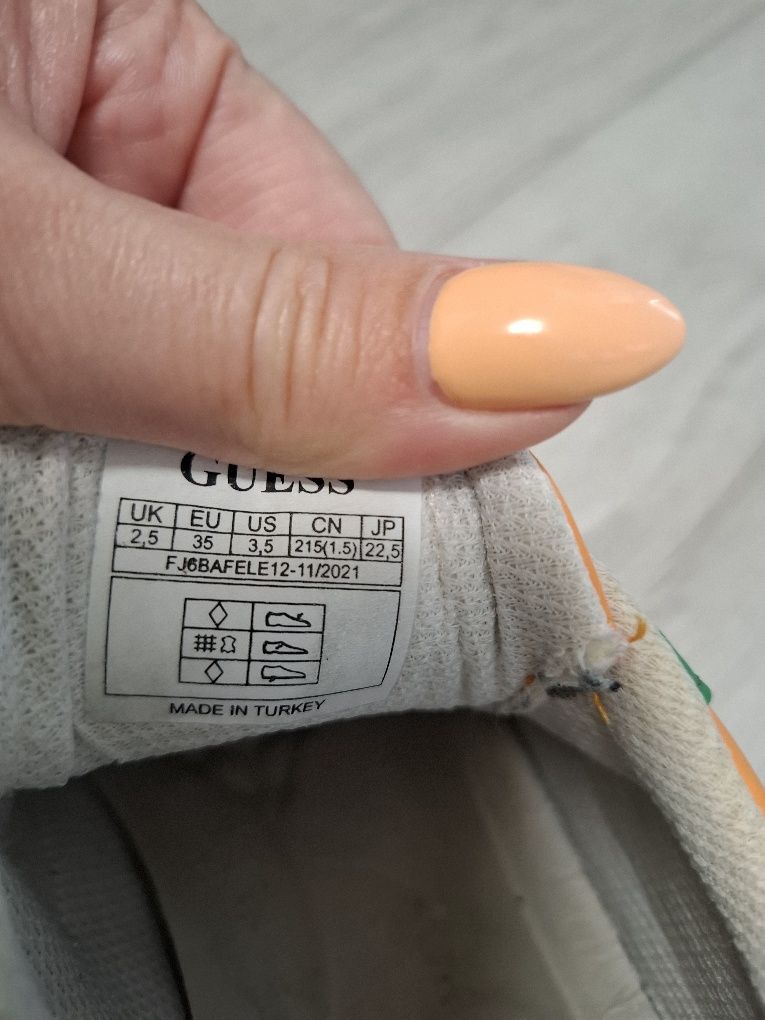 GUESS
UK EU US CN JP
2,5 35 3,5 215(1.5) 22,5
FJ6BAFELE12-11/2021
MADE IN TURKEY